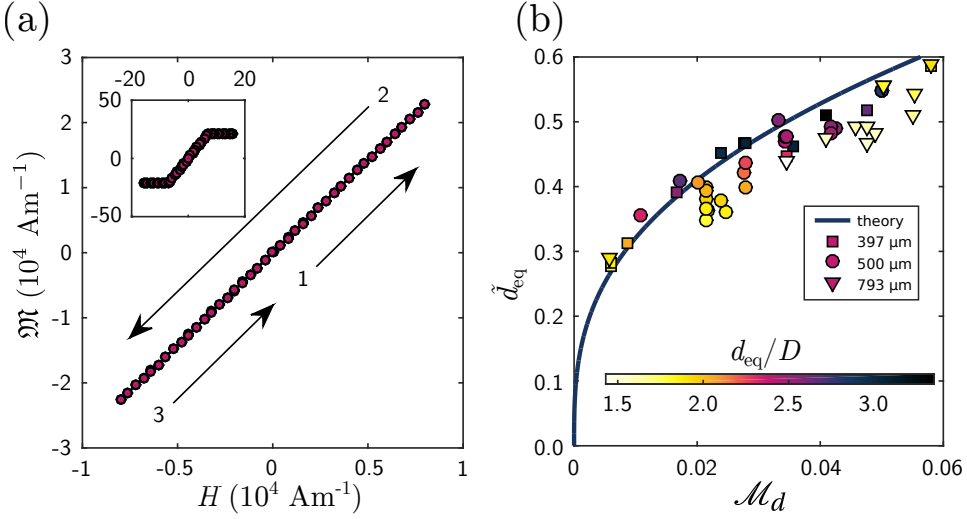 (a)
(b)
-20 0 20
50
0
-50
3
2
1
0
-1
-2
-3
𝔐 (10⁴ Am⁻¹)
2
1
3
-1 -0.5 0 0.5 1
H (10⁴ Am⁻¹)
0.6
0.5
0.4
0.3
0.2
0.1
0.0
d̃eq
theory
397 µm
500 µm
793 µm
deq/D
1.5 2.0 2.5 3.0
0 0.02 0.04 0.06
ℳd